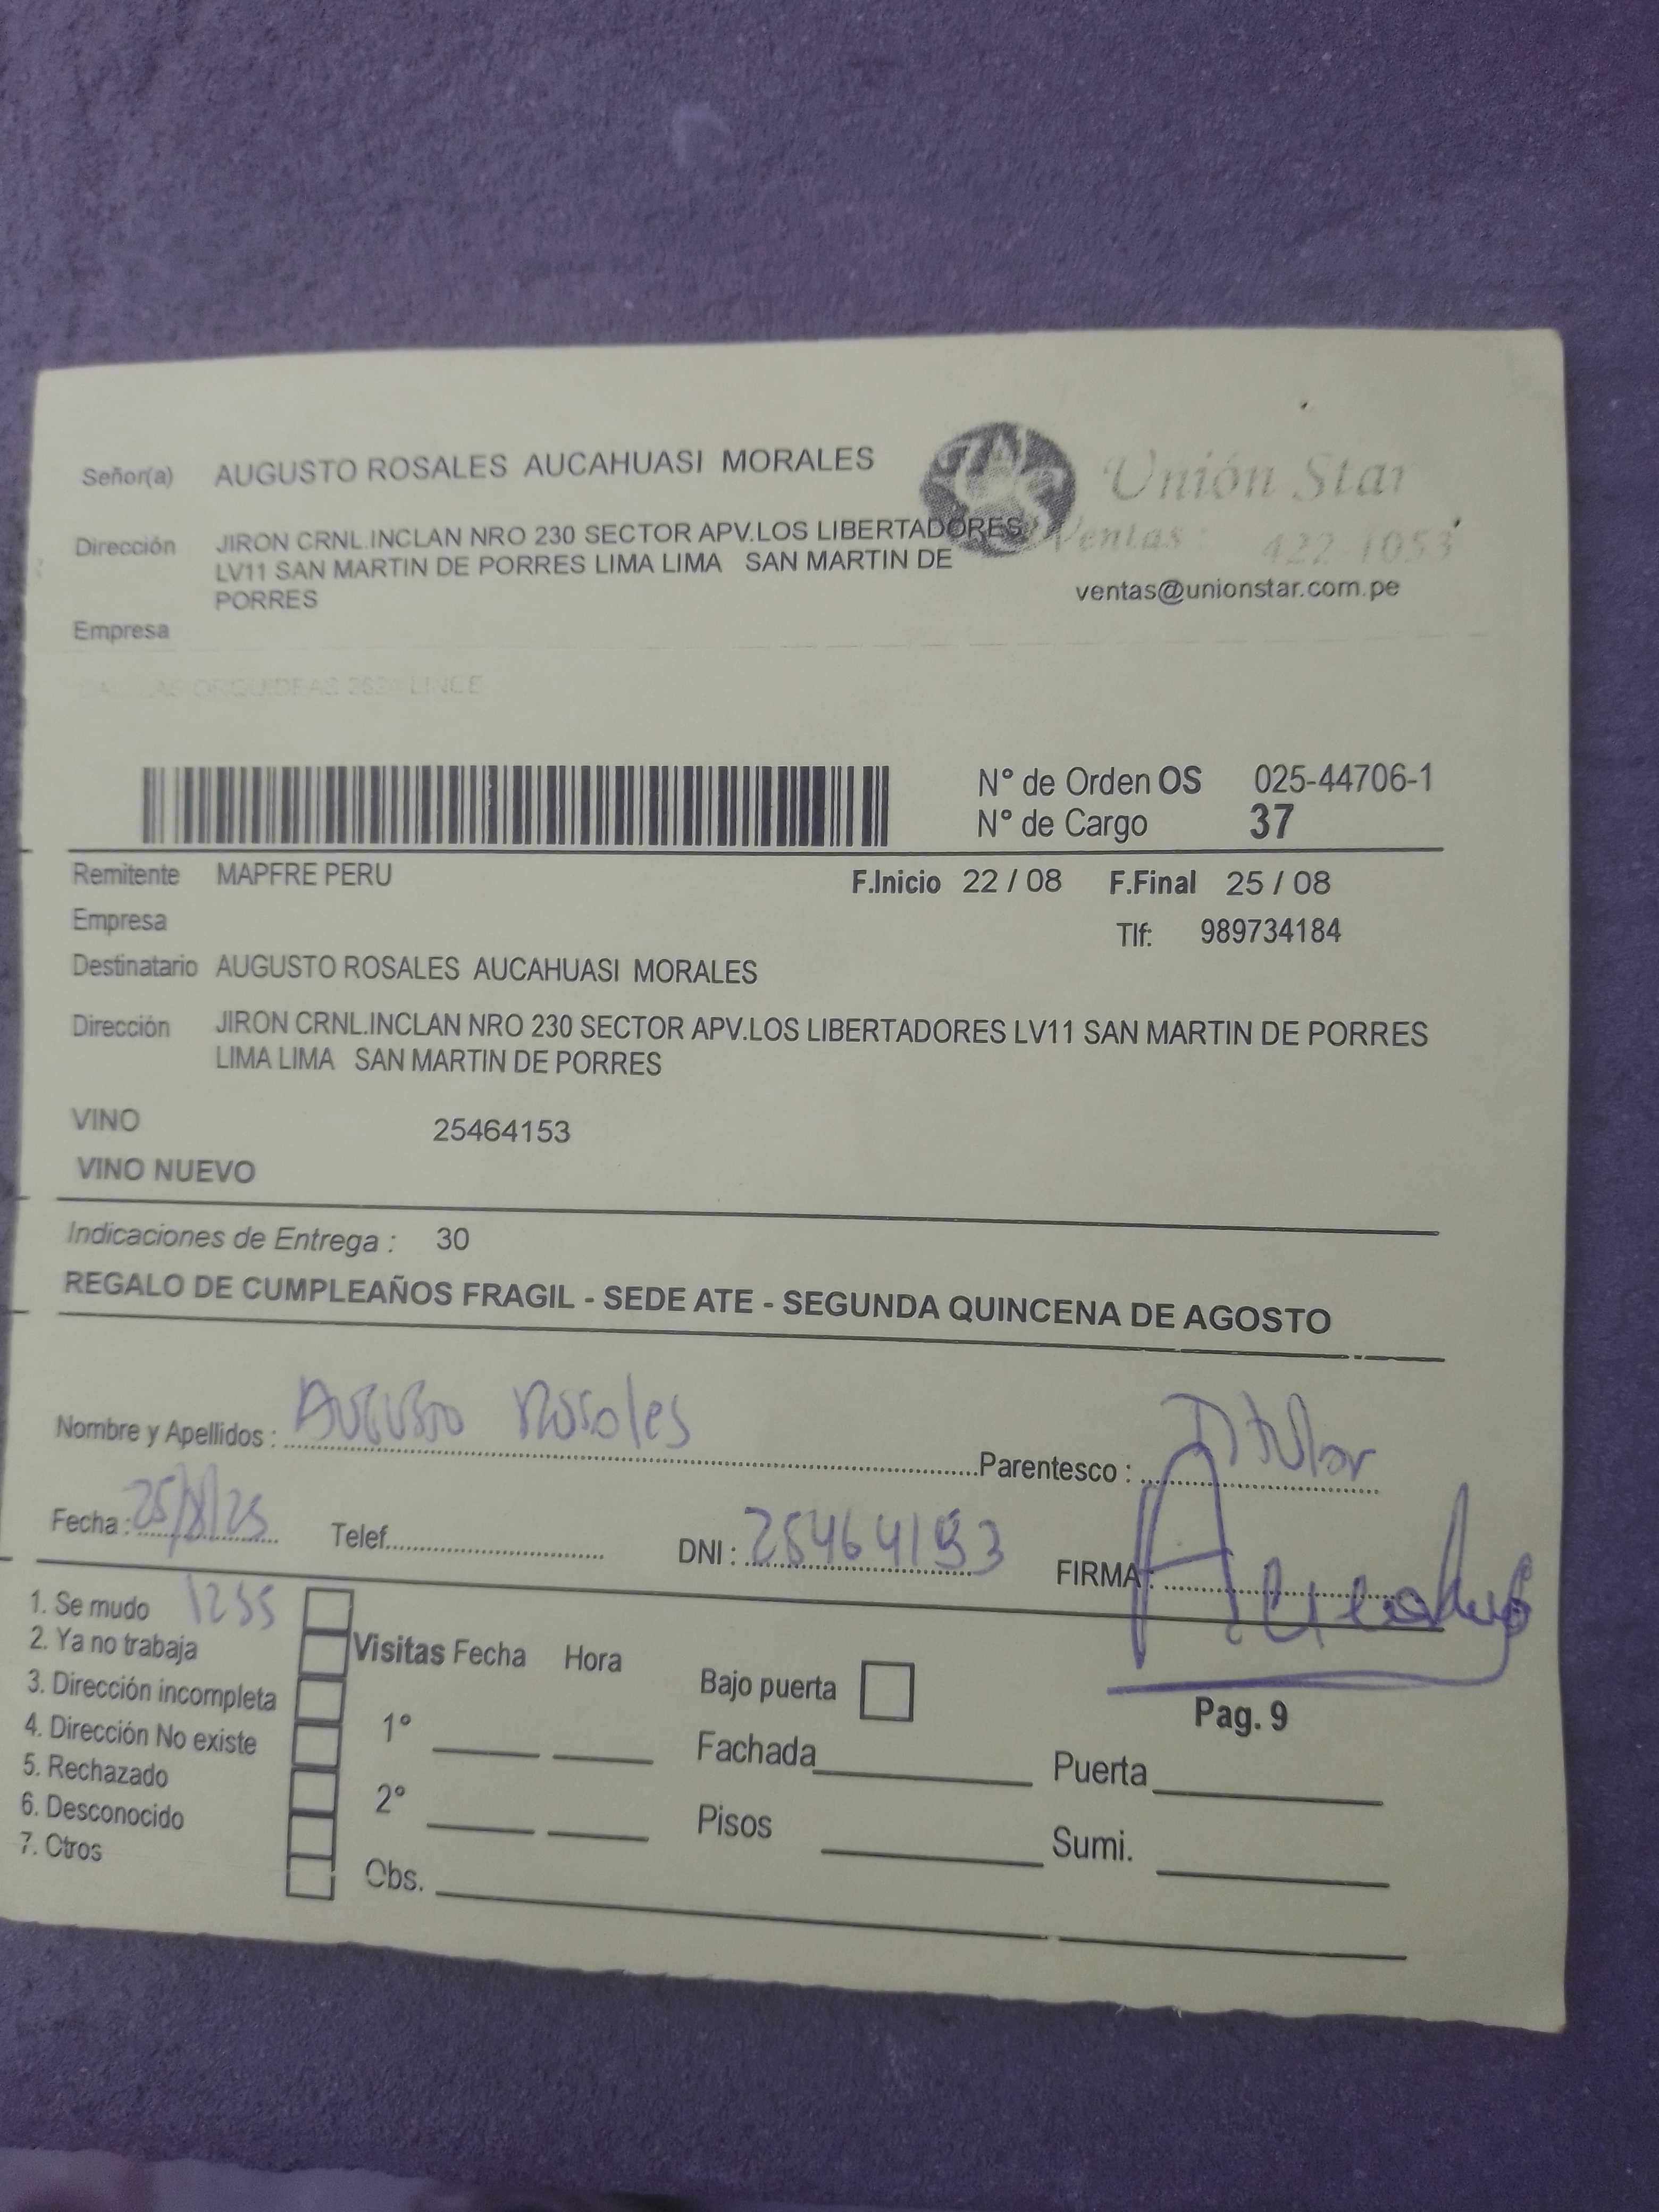 Señor(a) AUGUSTO ROSALES AUCAHUASI MORALES
Unión Star
Dirección JIRON CRNL.INCLAN NRO 230 SECTOR APV.LOS LIBERTADORES
LV11 SAN MARTIN DE PORRES LIMA LIMA SAN MARTIN DE
PORRES
Ventas: 422-1053
ventas@unionstar.com.pe
Empresa
ORQUIDEAS LINCE
N° de Orden OS 025-44706-1
N° de Cargo 37
Remitente MAPFRE PERU F.Inicio 22 / 08 F.Final 25 / 08
Empresa Tlf: 989734184
Destinatario AUGUSTO ROSALES AUCAHUASI MORALES
Dirección JIRON CRNL.INCLAN NRO 230 SECTOR APV.LOS LIBERTADORES LV11 SAN MARTIN DE PORRES
LIMA LIMA SAN MARTIN DE PORRES
VINO 25464153
VINO NUEVO
Indicaciones de Entrega : 30
REGALO DE CUMPLEAÑOS FRAGIL - SEDE ATE - SEGUNDA QUINCENA DE AGOSTO
Nombre y Apellidos : Augusto Rosales Parentesco : Titular
Fecha : 25/8/25 Telef. DNI : 25464153 FIRMA :
1. Se mudo 1255
2. Ya no trabaja
3. Dirección incompleta
4. Dirección No existe
5. Rechazado
6. Desconocido
7. Otros
Visitas Fecha Hora
1°
2°
Obs.
Bajo puerta
Fachada
Pisos
Pag. 9
Puerta
Sumi.